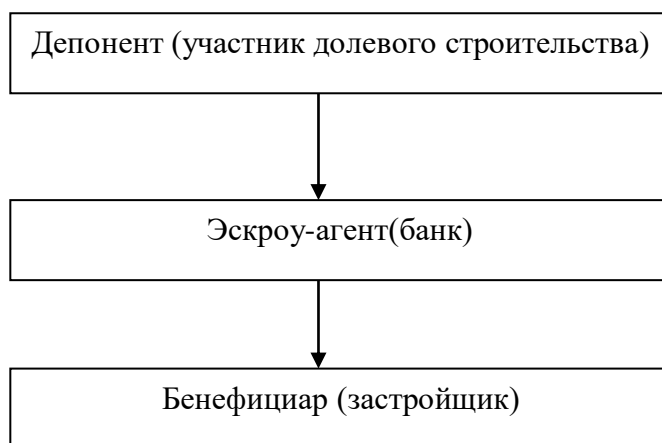 Депонент (участник долевого строительства)
Эскроу-агент(банк)
Бенефициар (застройщик)